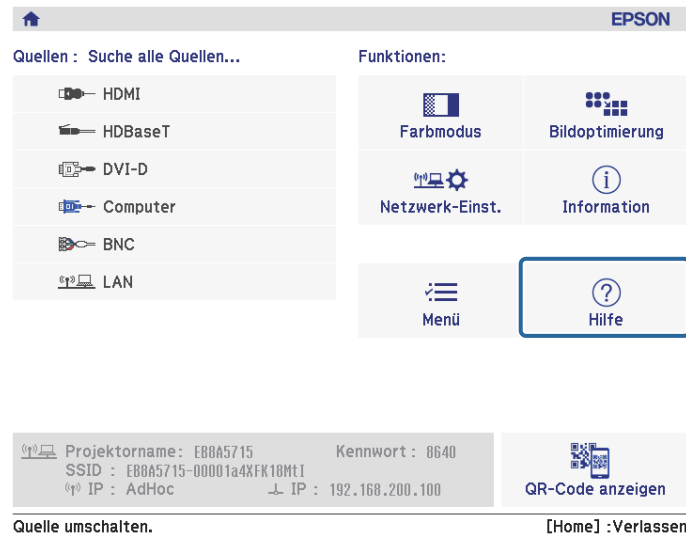 EPSON
Quellen : Suche alle Quellen...
HDMI
HDBaseT
DVI-D
Computer
BNC
LAN
Funktionen:
Farbmodus
Bildoptimierung
Netzwerk-Einst.
Information
Menü
Hilfe
Projektorname: EB8A5715 Kennwort : 8640
SSID : EB8A5715-00001a4XFK18MtI
IP : AdHoc IP : 192.168.200.100
QR-Code anzeigen
Quelle umschalten. [Home] :Verlassen